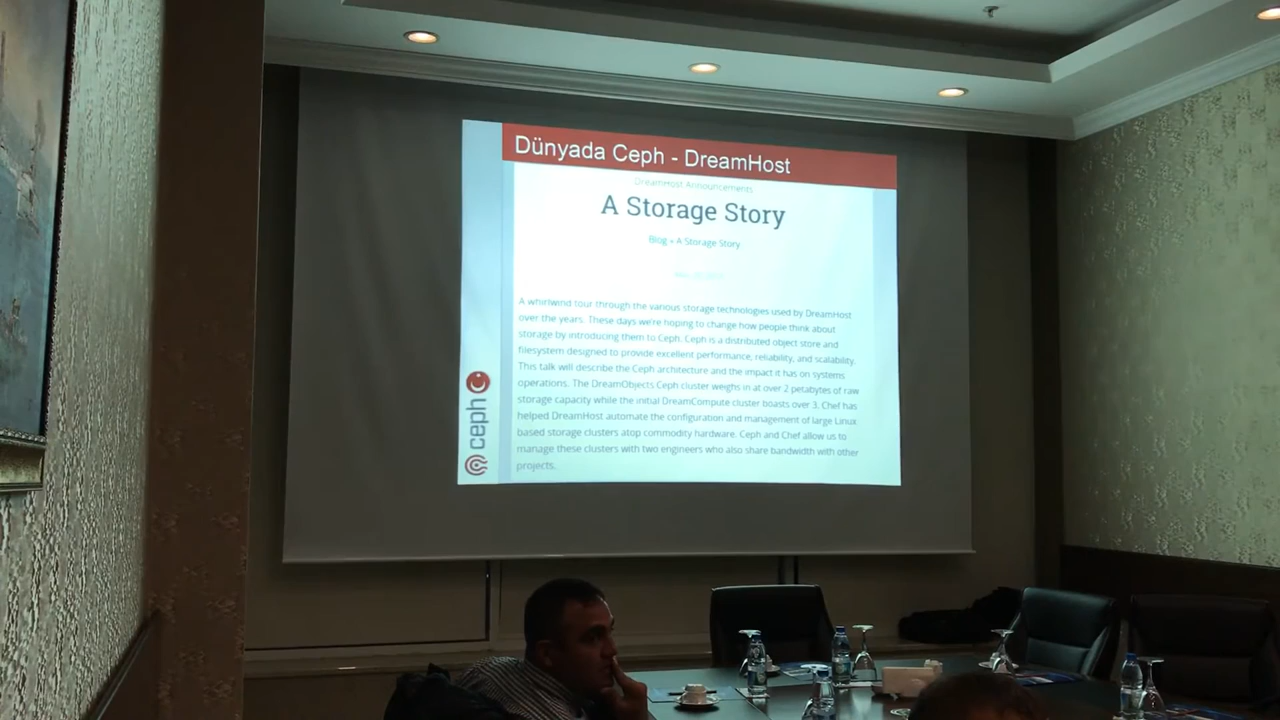 Dünyada Ceph - DreamHost
DreamHost Announcements
A Storage Story
Blog » A Storage Story
A whirlwind tour through the various storage technologies used by DreamHost
over the years. These days we're hoping to change how people think about
storage by introducing them to Ceph. Ceph is a distributed object store and
filesystem designed to provide excellent performance, reliability, and scalability.
This talk will describe the Ceph architecture and the impact it has on systems
operations. The DreamObjects Ceph cluster weighs in at over 2 petabytes of raw
storage capacity while the initial DreamCompute cluster boasts over 3. Chef has
helped DreamHost automate the configuration and management of large Linux
based storage clusters atop commodity hardware. Ceph and Chef allow us to
manage these clusters with two engineers who also share bandwidth with other
projects.
ceph